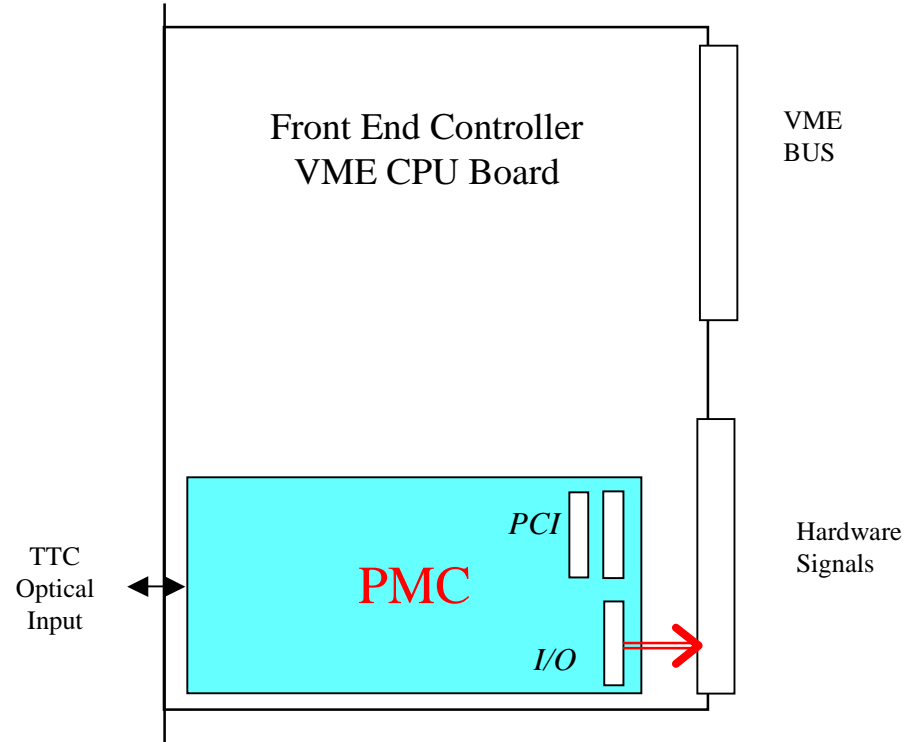 Front End Controller
VME CPU Board
VME
BUS
PCI
PMC
I/O
TTC
Optical
Input
Hardware
Signals